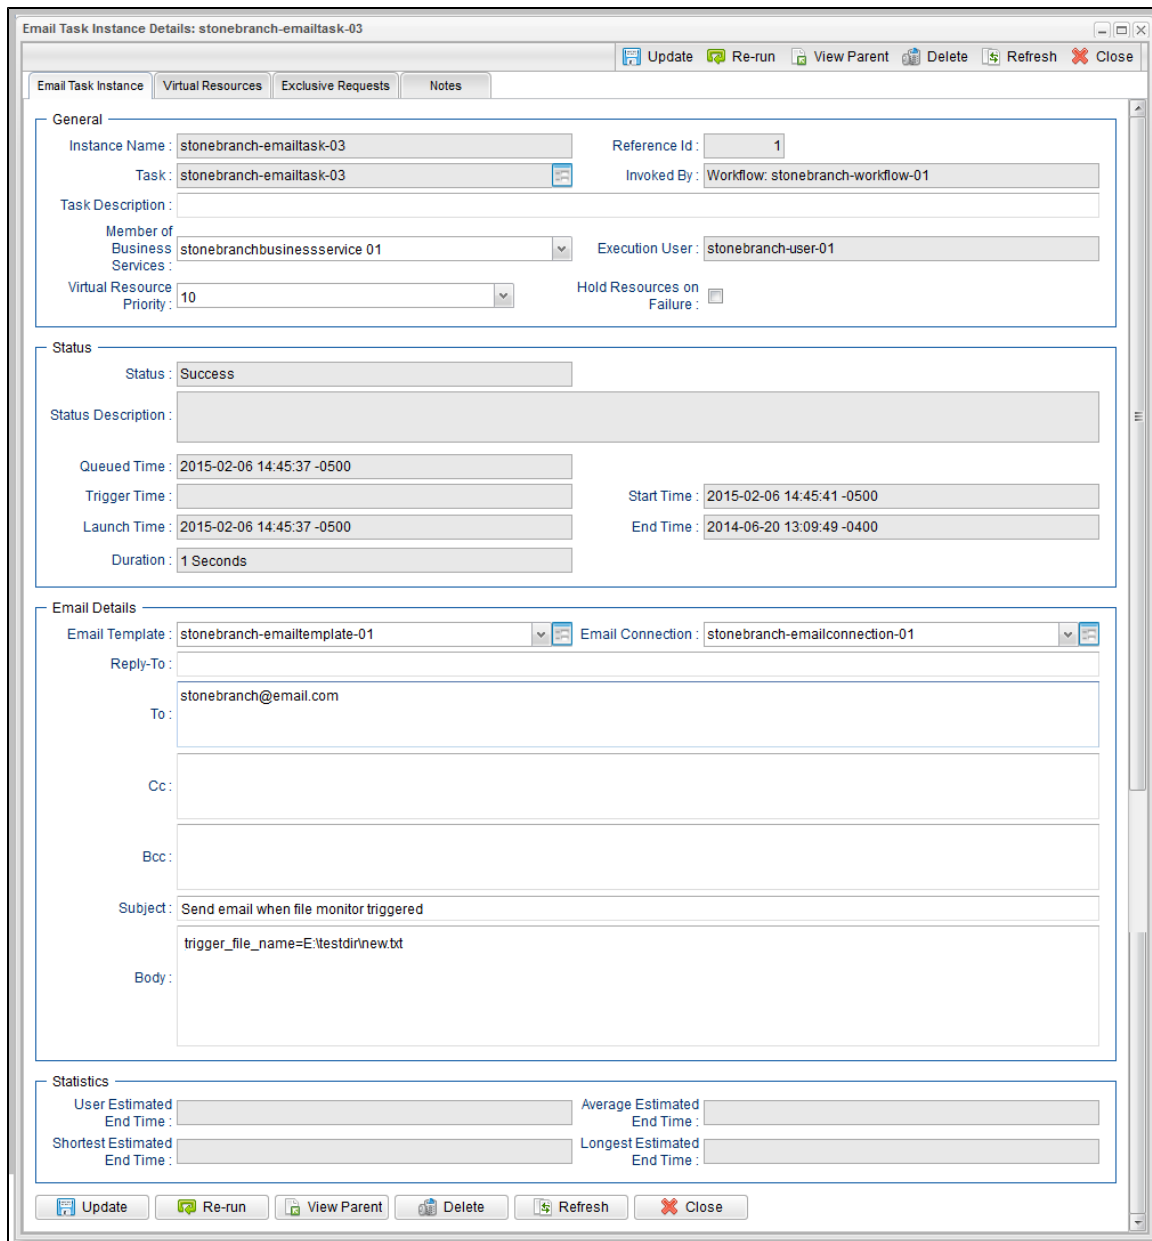 Email Task Instance Details: stonebranch-emailtask-03
Update Re-run View Parent Delete Refresh Close
Email Task Instance Virtual Resources Exclusive Requests Notes
General
Instance Name : stonebranch-emailtask-03 Reference Id : 1
Task : stonebranch-emailtask-03 Invoked By : Workflow: stonebranch-workflow-01
Task Description :
Member of
Business
Services : stonebranchbusinessservice 01 Execution User : stonebranch-user-01
Virtual Resource
Priority : 10 Hold Resources on
Failure :
Status
Status : Success
Status Description :
Queued Time : 2015-02-06 14:45:37 -0500
Trigger Time : Start Time : 2015-02-06 14:45:41 -0500
Launch Time : 2015-02-06 14:45:37 -0500 End Time : 2014-06-20 13:09:49 -0400
Duration : 1 Seconds
Email Details
Email Template : stonebranch-emailtemplate-01 Email Connection : stonebranch-emailconnection-01
Reply-To :
To : stonebranch@email.com
Cc :
Bcc :
Subject : Send email when file monitor triggered
Body : trigger_file_name=E:\testdir\new.txt
Statistics
User Estimated
End Time : Average Estimated
End Time :
Shortest Estimated
End Time : Longest Estimated
End Time :
Update Re-run View Parent Delete Refresh Close